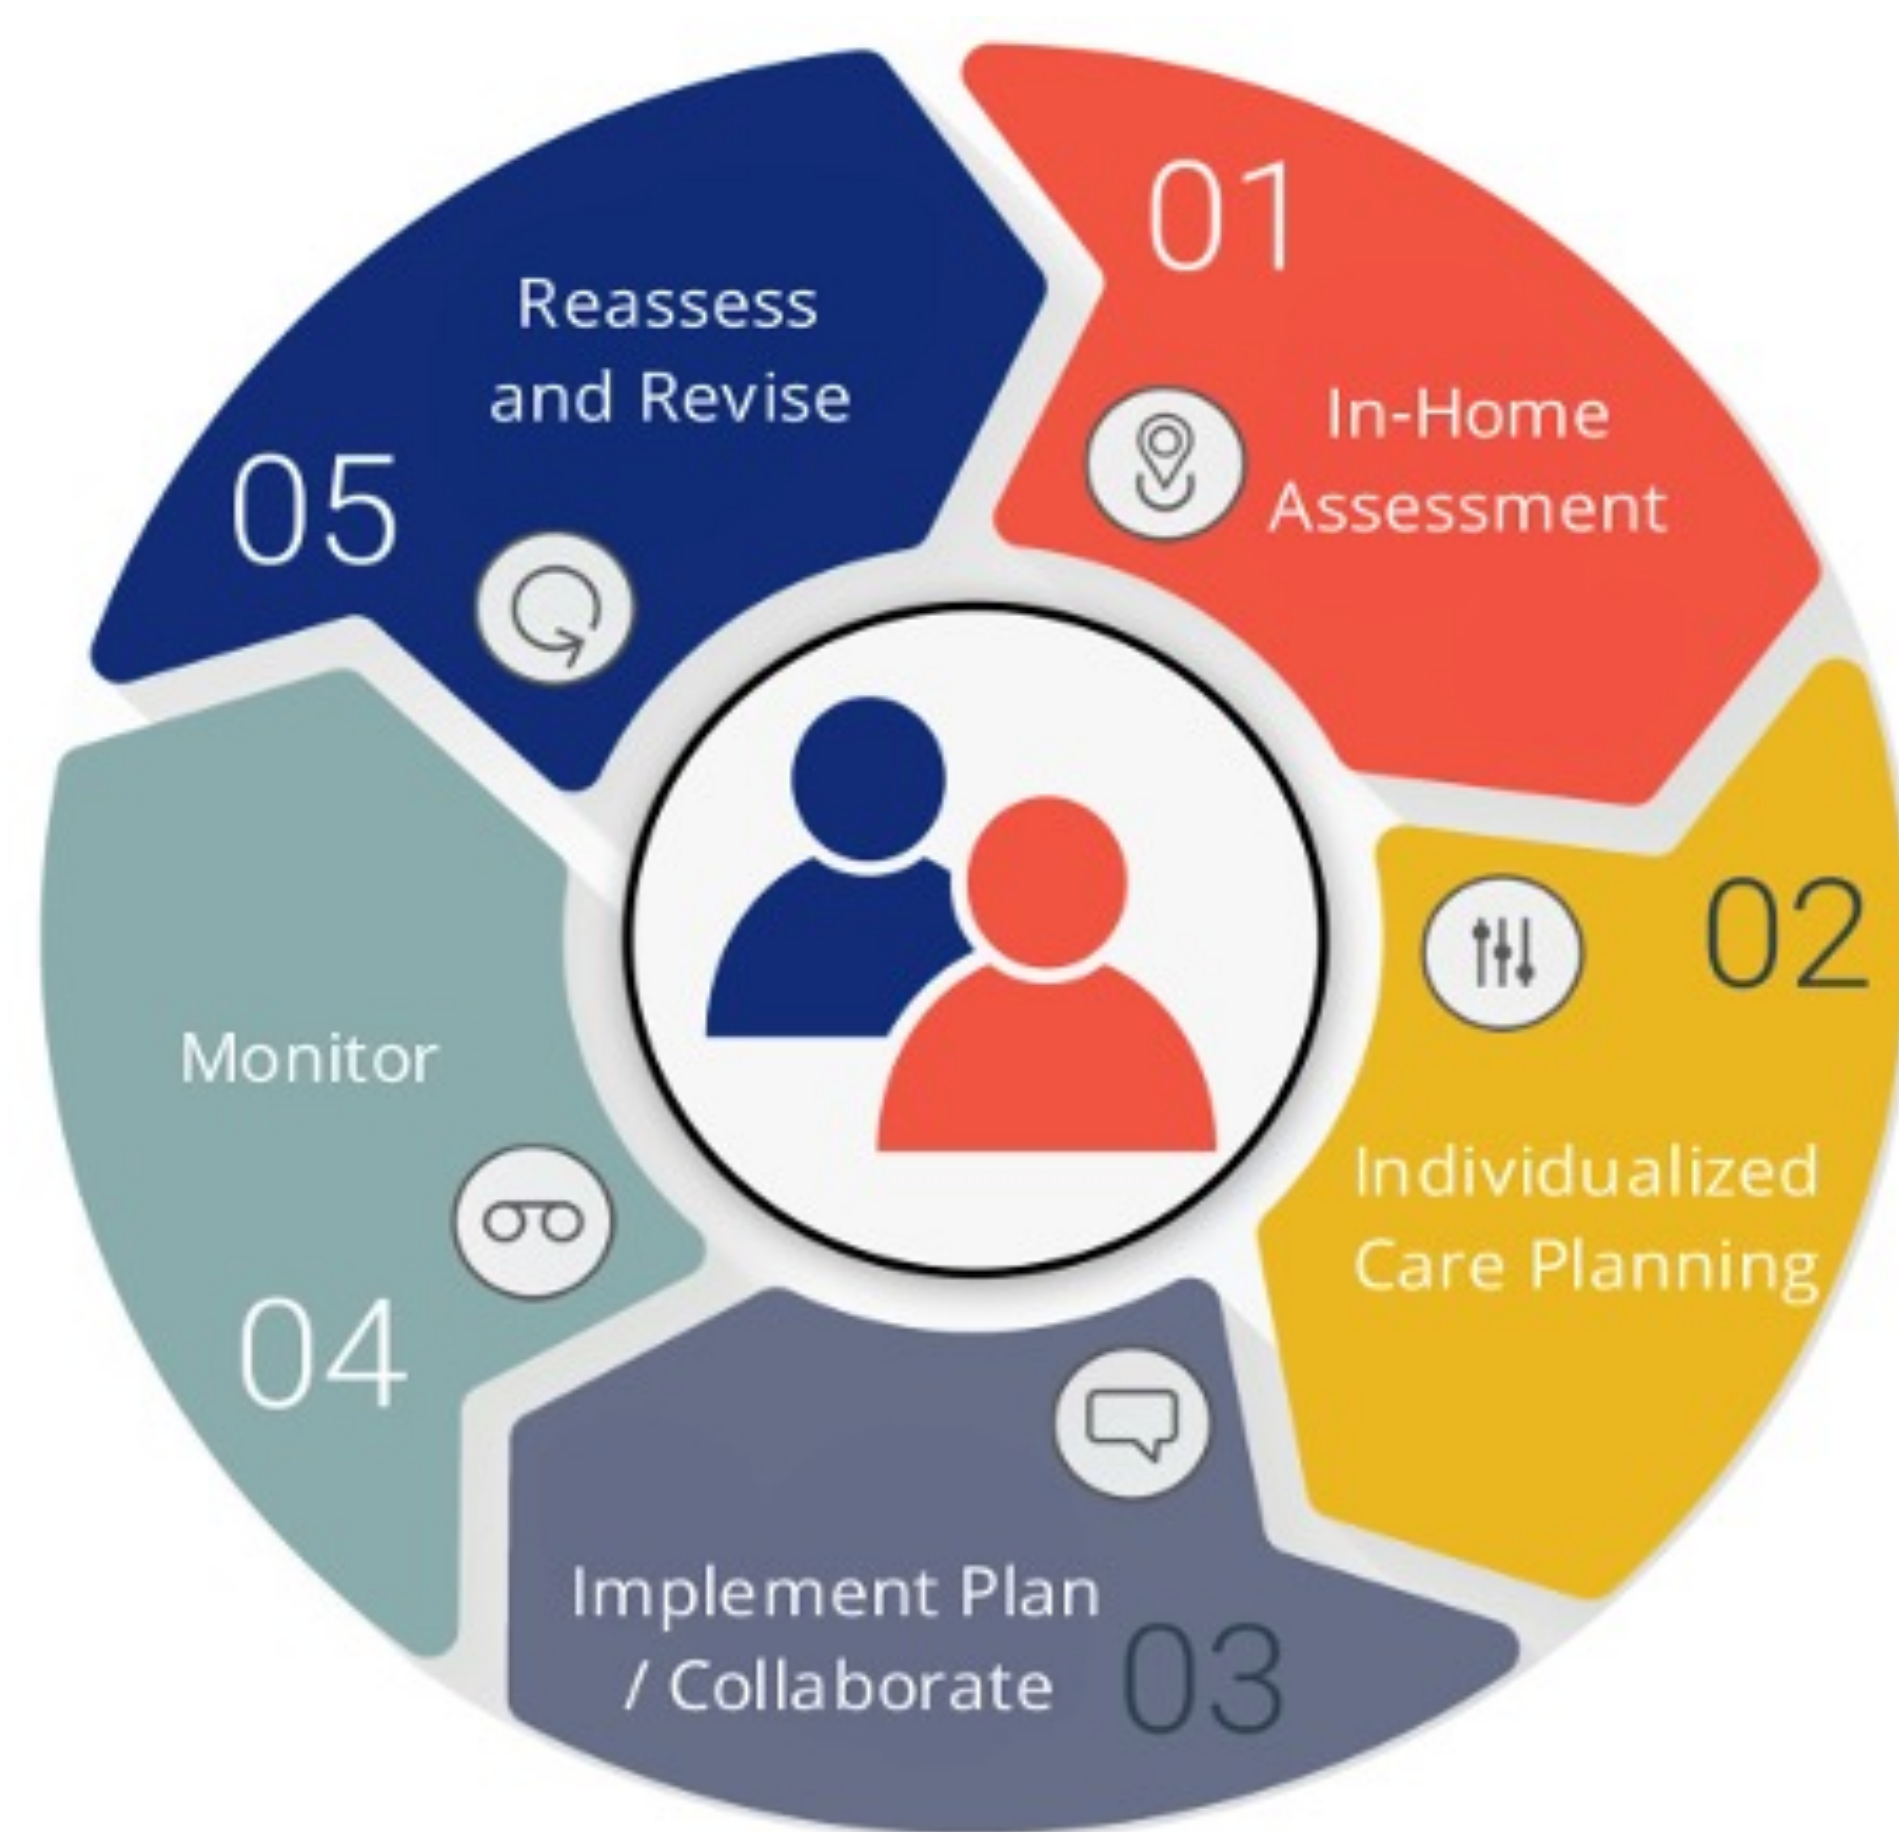 01
In-Home
Assessment
02
Individualized
Care Planning
03
Implement Plan
/ Collaborate
04
Monitor
05
Reassess
and Revise